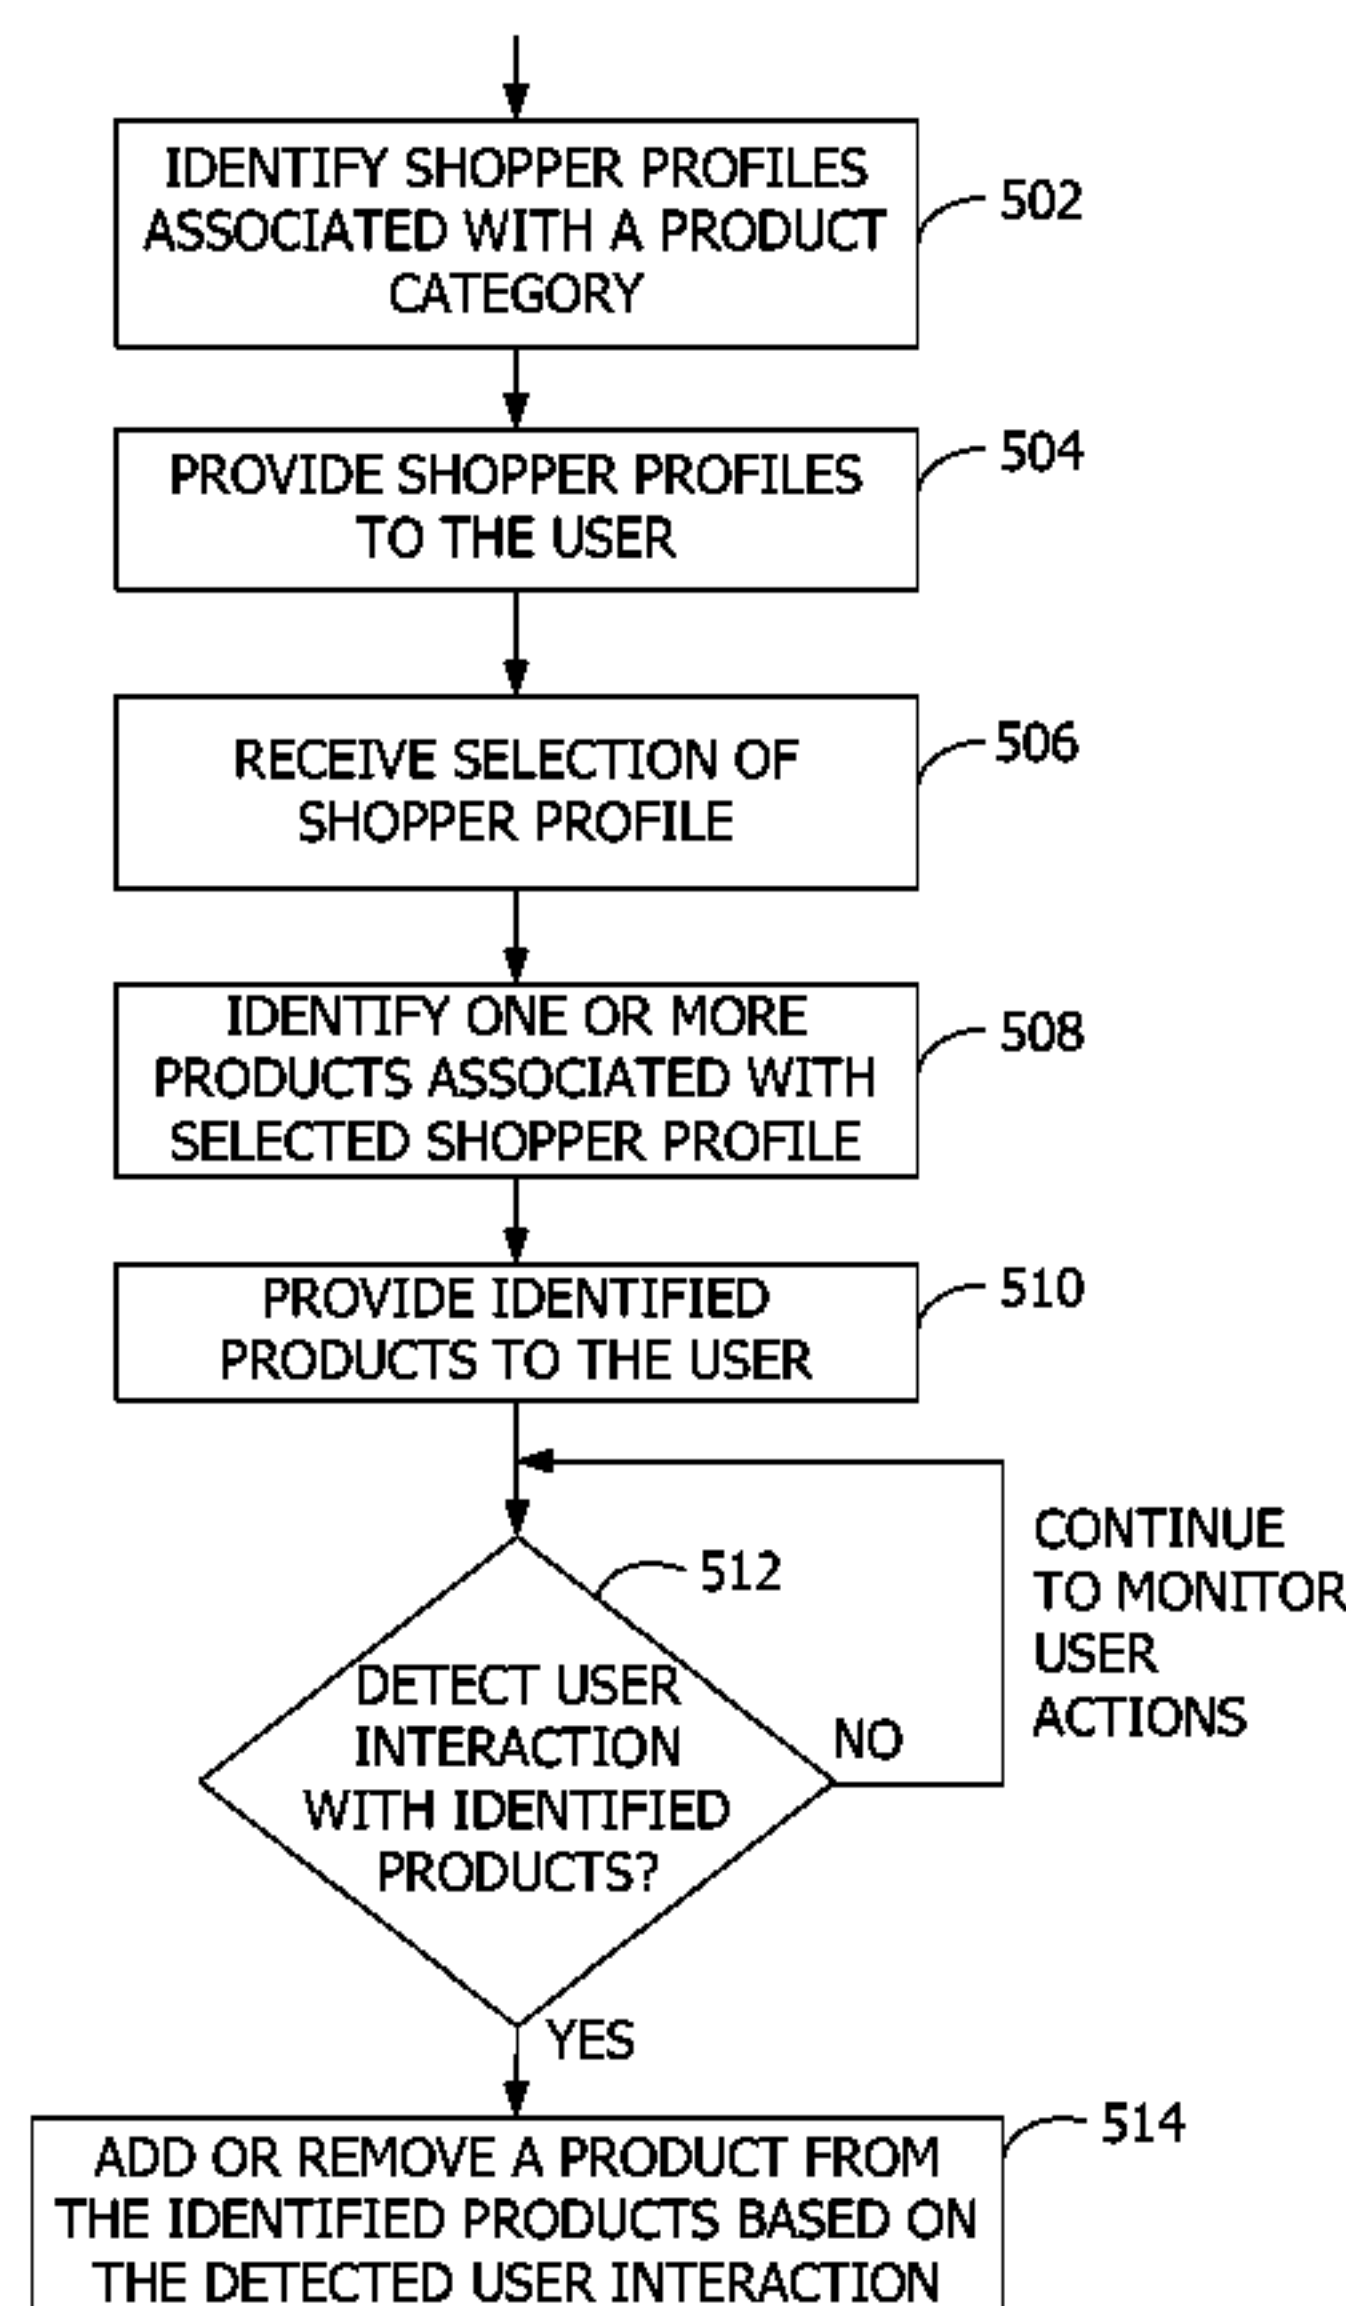 IDENTIFY SHOPPER PROFILES
ASSOCIATED WITH A PRODUCT
CATEGORY
502
PROVIDE SHOPPER PROFILES
TO THE USER
504
RECEIVE SELECTION OF
SHOPPER PROFILE
506
IDENTIFY ONE OR MORE
PRODUCTS ASSOCIATED WITH
SELECTED SHOPPER PROFILE
508
PROVIDE IDENTIFIED
PRODUCTS TO THE USER
510
CONTINUE
TO MONITOR
USER
ACTIONS
512
DETECT USER
INTERACTION
WITH IDENTIFIED
PRODUCTS?
NO
YES
514
ADD OR REMOVE A PRODUCT FROM
THE IDENTIFIED PRODUCTS BASED ON
THE DETECTED USER INTERACTION